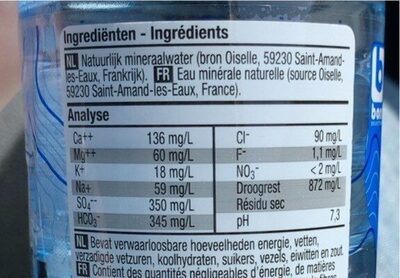 Ingrediënten - Ingrédients
NL Natuurlijk mineraalwater (bron Oiselle, 59230 Saint-Amand-
les-Eaux, Frankrijk). FR Eau minérale naturelle (source Oiselle,
59230 Saint-Amand-les-Eaux, France).
Analyse
Ca++ 136 mg/L Cl- 90 mg/L
Mg++ 60 mg/L F- 1,1 mg/L
K+ 18 mg/L NO₃- < 2 mg/L
Na+ 59 mg/L Droogrest 872 mg/L
SO₄-- 350 mg/L Résidu sec
HCO₃- 345 mg/L pH 7,3
NL Bevat verwaarloosbare hoeveelheden energie, vetten,
verzadigde vetzuren, koolhydraten, suikers, vezels, eiwitten en zout.
FR Contient des quantités négligeables d'énergie, de matières